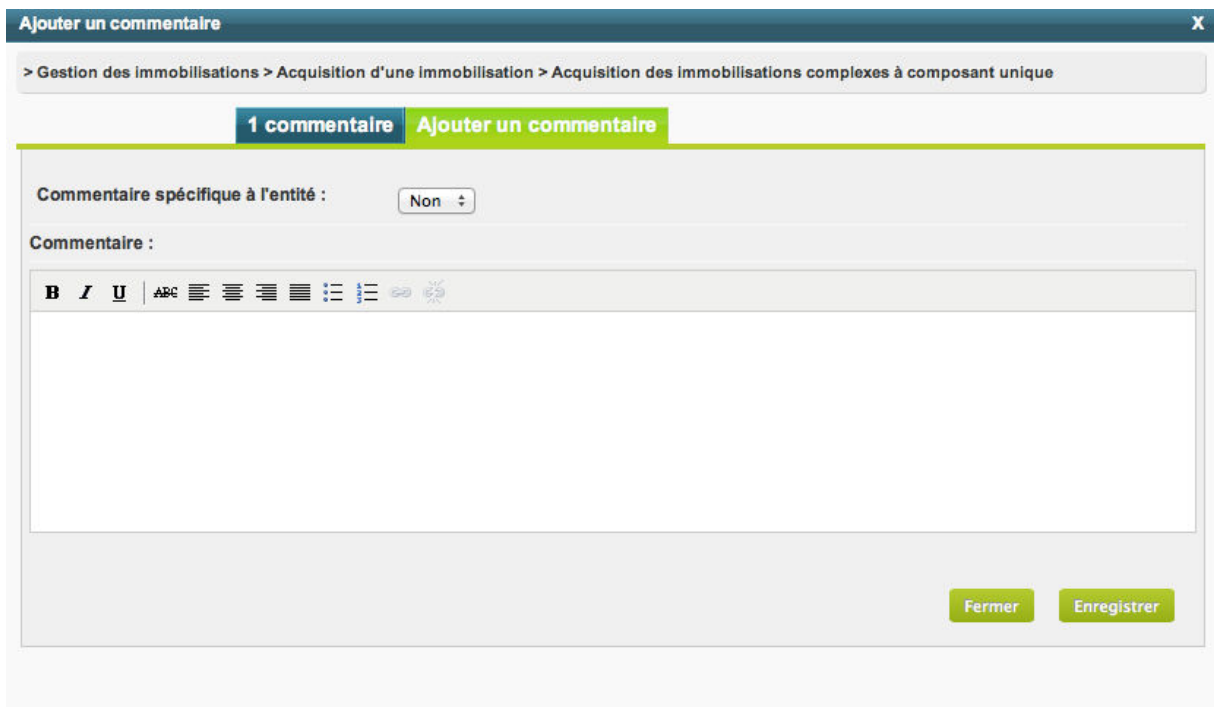 Ajouter un commentaire X
> Gestion des immobilisations > Acquisition d'une immobilisation > Acquisition des immobilisations complexes à composant unique
1 commentaire Ajouter un commentaire
Commentaire spécifique à l'entité : Non
Commentaire :
B I U ABC
Fermer Enregistrer